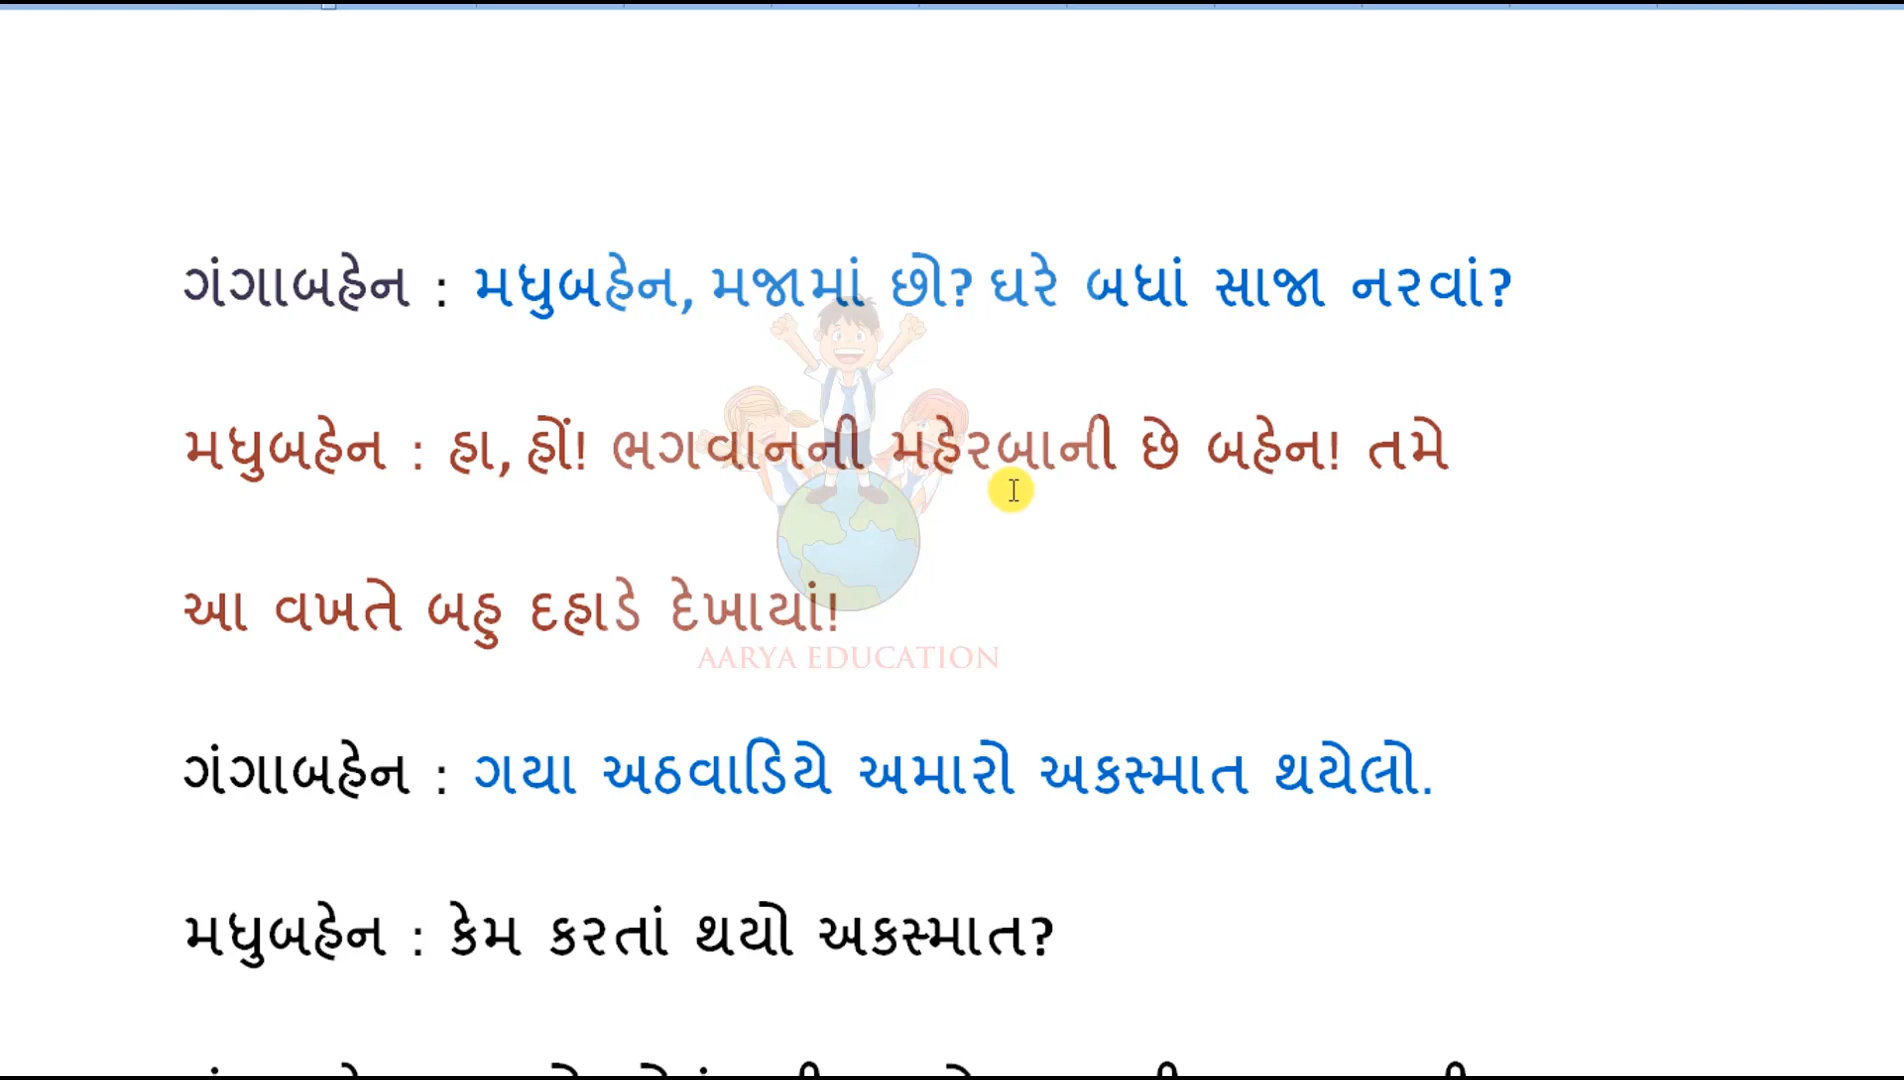 ગંગાબહેન : મધુબહેન, મજામાં છો? ઘરે બધાં સાજા નરવાં?
મધુબહેન : હા, હોં! ભગવાનની મહેરબાની છે બહેન! તમે
આ વખતે બહુ દહાડે દેખાયાં!
AARYA EDUCATION
ગંગાબહેન : ગયા અઠવાડિયે અમારો અકસ્માત થયેલો.
મધુબહેન : કેમ કરતાં થયો અકસ્માત?